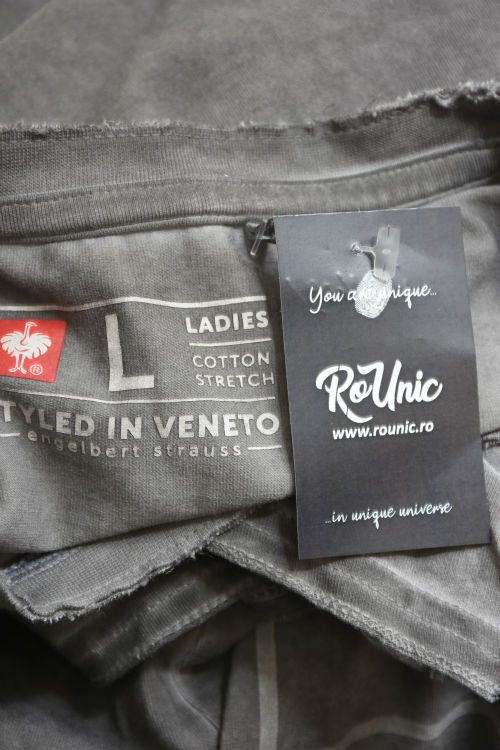 L
LADIES
COTTON
STRETCH
TYLED IN VENETO
engelbert strauss
®
You are unique...
RoUnic
www.rounic.ro
...in unique universe